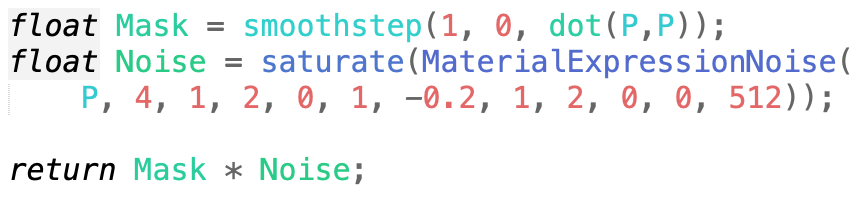 float Mask = smoothstep(1, 0, dot(P,P));
float Noise = saturate(MaterialExpressionNoise(
P, 4, 1, 2, 0, 1, -0.2, 1, 2, 0, 0, 512));
return Mask * Noise;